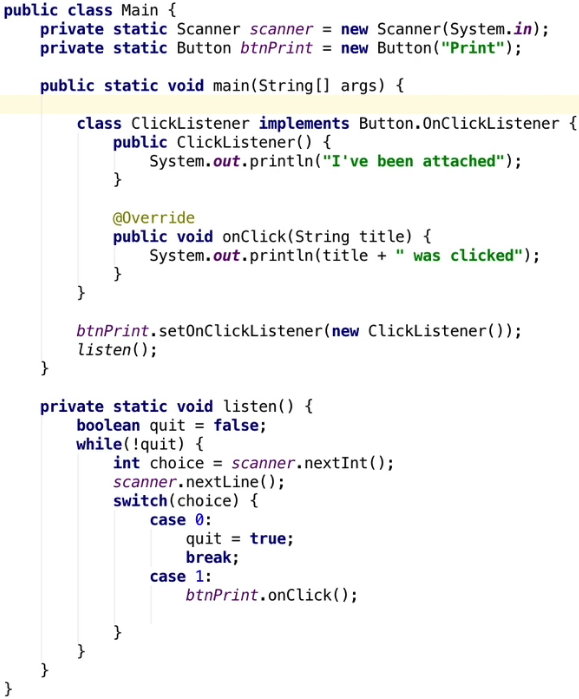 public class Main {
    private static Scanner scanner = new Scanner(System.in);
    private static Button btnPrint = new Button("Print");

    public static void main(String[] args) {

        class ClickListener implements Button.OnClickListener {
            public ClickListener() {
                System.out.println("I've been attached");
            }

            @Override
            public void onClick(String title) {
                System.out.println(title + " was clicked");
            }
        }

        btnPrint.setOnClickListener(new ClickListener());
        listen();
    }

    private static void listen() {
        boolean quit = false;
        while(!quit) {
            int choice = scanner.nextInt();
            scanner.nextLine();
            switch(choice) {
                case 0:
                    quit = true;
                    break;
                case 1:
                    btnPrint.onClick();

            }
        }
    }
}